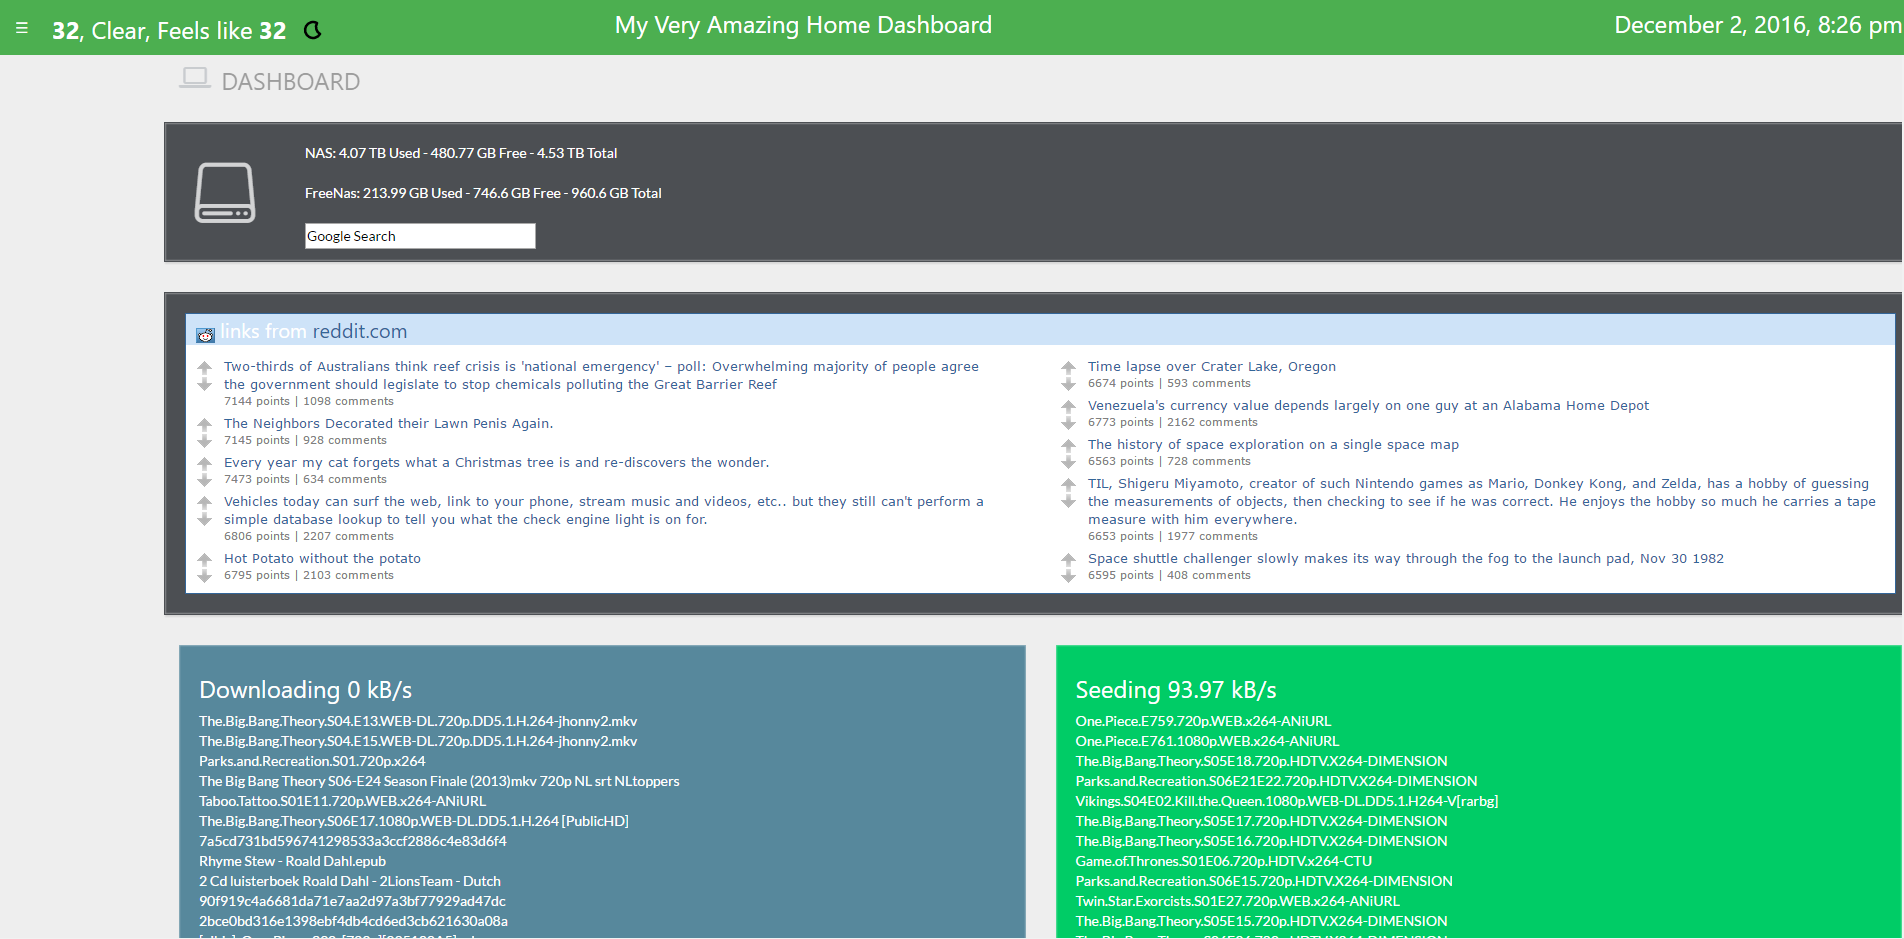 ☰ 32, Clear, Feels like 32
My Very Amazing Home Dashboard
December 2, 2016, 8:26 pm
DASHBOARD
NAS: 4.07 TB Used - 480.77 GB Free - 4.53 TB Total
FreeNas: 213.99 GB Used - 746.6 GB Free - 960.6 GB Total
Google Search
links from reddit.com
Two-thirds of Australians think reef crisis is 'national emergency' – poll: Overwhelming majority of people agree
the government should legislate to stop chemicals polluting the Great Barrier Reef
7144 points | 1098 comments
The Neighbors Decorated their Lawn Penis Again.
7145 points | 928 comments
Every year my cat forgets what a Christmas tree is and re-discovers the wonder.
7473 points | 634 comments
Vehicles today can surf the web, link to your phone, stream music and videos, etc.. but they still can't perform a
simple database lookup to tell you what the check engine light is on for.
6806 points | 2207 comments
Hot Potato without the potato
6795 points | 2103 comments
Time lapse over Crater Lake, Oregon
6674 points | 593 comments
Venezuela's currency value depends largely on one guy at an Alabama Home Depot
6773 points | 2162 comments
The history of space exploration on a single space map
6563 points | 728 comments
TIL, Shigeru Miyamoto, creator of such Nintendo games as Mario, Donkey Kong, and Zelda, has a hobby of guessing
the measurements of objects, then checking to see if he was correct. He enjoys the hobby so much he carries a tape
measure with him everywhere.
6653 points | 1977 comments
Space shuttle challenger slowly makes its way through the fog to the launch pad, Nov 30 1982
6595 points | 408 comments
Downloading 0 kB/s
The.Big.Bang.Theory.S04.E13.WEB-DL.720p.DD5.1.H.264-jhonny2.mkv
The.Big.Bang.Theory.S04.E15.WEB-DL.720p.DD5.1.H.264-jhonny2.mkv
Parks.and.Recreation.S01.720p.x264
The Big Bang Theory S06-E24 Season Finale (2013)mkv 720p NL srt NLtoppers
Taboo.Tattoo.S01E11.720p.WEB.x264-ANiURL
The.Big.Bang.Theory.S06E17.1080p.WEB-DL.DD5.1.H.264 [PublicHD]
7a5cd731bd596741298533a3ccf2886c4e83d6f4
Rhyme Stew - Roald Dahl.epub
2 Cd luisterboek Roald Dahl - 2LionsTeam - Dutch
90f919c4a6681da71e7aa2d97a3bf77929ad47dc
2bce0bd316e1398ebf4db4cd6ed3cb621630a08a
Seeding 93.97 kB/s
One.Piece.E759.720p.WEB.x264-ANiURL
One.Piece.E761.1080p.WEB.x264-ANiURL
The.Big.Bang.Theory.S05E18.720p.HDTV.X264-DIMENSION
Parks.and.Recreation.S06E21E22.720p.HDTV.X264-DIMENSION
Vikings.S04E02.Kill.the.Queen.1080p.WEB-DL.DD5.1.H264-V[rarbg]
The.Big.Bang.Theory.S05E17.720p.HDTV.X264-DIMENSION
The.Big.Bang.Theory.S05E16.720p.HDTV.X264-DIMENSION
Game.of.Thrones.S01E06.720p.HDTV.x264-CTU
Parks.and.Recreation.S06E15.720p.HDTV.X264-DIMENSION
Twin.Star.Exorcists.S01E27.720p.WEB.x264-ANiURL
The.Big.Bang.Theory.S05E15.720p.HDTV.X264-DIMENSION